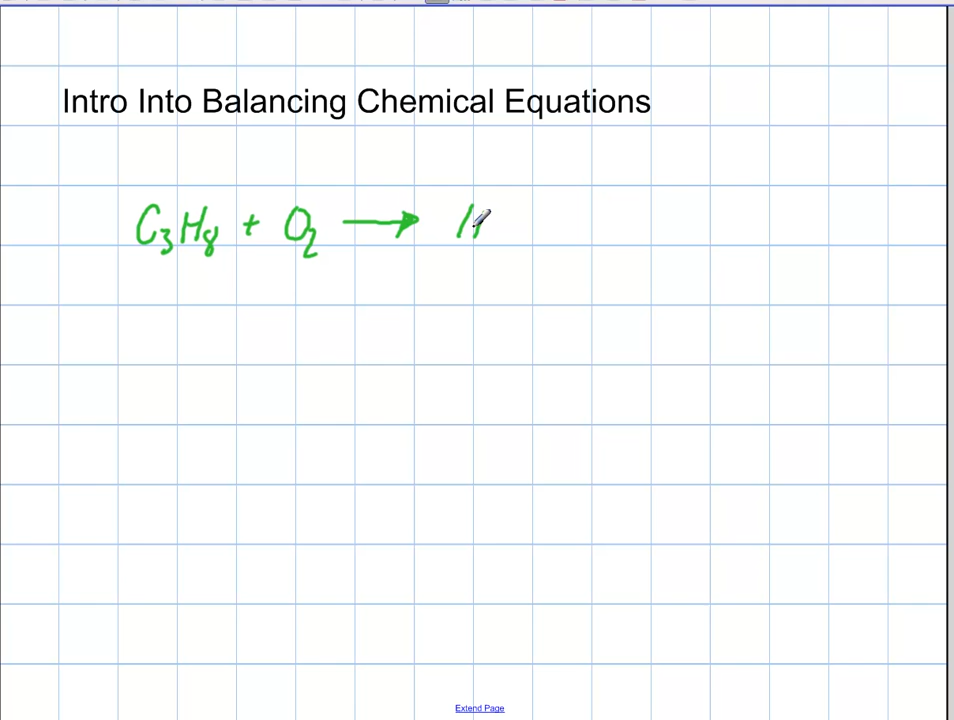 Intro Into Balancing Chemical Equations
C₃H₈ + O₂ →
Extend Page